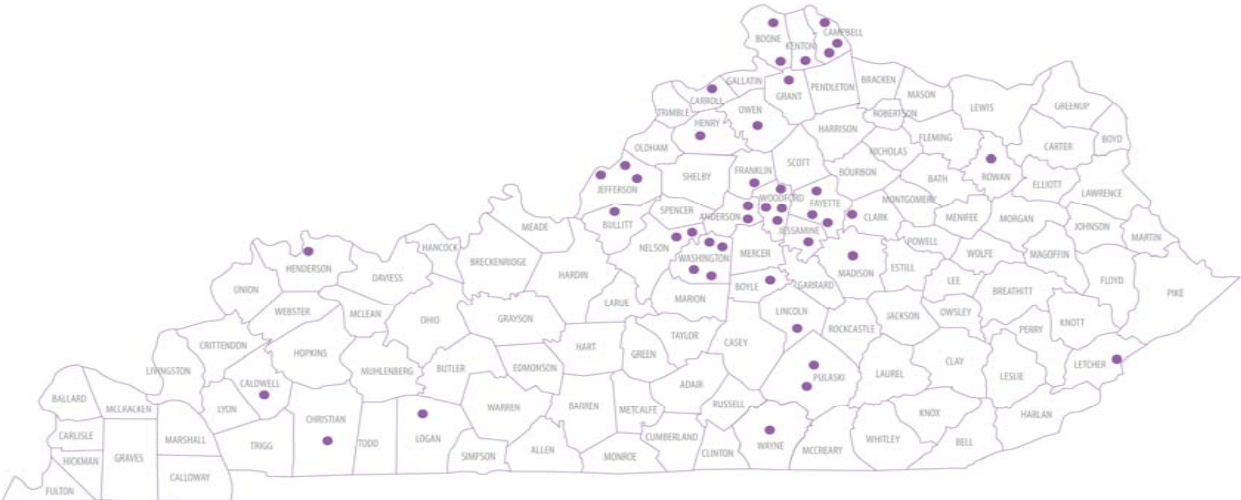 BOONE
KENTON
CAMPBELL
GALLATIN
GRANT
PENDLETON
BRACKEN
MASON
LEWIS
GREENUP
CARROLL
TRIMBLE
OWEN
ROBERTSON
HENRY
HARRISON
FLEMING
CARTER
BOYD
OLDHAM
NICHOLAS
ROWAN
SHELBY
FRANKLIN
SCOTT
BOURBON
BATH
ELLIOTT
LAWRENCE
JEFFERSON
WOODFORD
FAYETTE
MONTGOMERY
SPENCER
ANDERSON
CLARK
MENIFEE
MORGAN
JOHNSON
MARTIN
BULLITT
MEADE
JESSAMINE
HANCOCK
NELSON
POWELL
WOLFE
MAGOFFIN
WASHINGTON
MERCER
BRECKENRIDGE
HENDERSON
DAVIESS
HARDIN
MADISON
ESTILL
LEE
FLOYD
UNION
BOYLE
GARRARD
BREATHITT
PIKE
LARUE
MARION
WEBSTER
MCLEAN
OHIO
GRAYSON
LINCOLN
ROCKCASTLE
JACKSON
OWSLEY
KNOTT
PERRY
TAYLOR
CASEY
CRITTENDON
HOPKINS
HART
GREEN
CLAY
LETCHER
LIVINGSTON
MUHLENBERG
BUTLER
EDMONSON
PULASKI
LAUREL
LESLIE
CALDWELL
ADAIR
BALLARD
MCCRACKEN
LYON
CHRISTIAN
WARREN
BARREN
METCALFE
RUSSELL
KNOX
HARLAN
CARLISLE
MARSHALL
TRIGG
TODD
LOGAN
CUMBERLAND
WAYNE
WHITLEY
BELL
HICKMAN
GRAVES
SIMPSON
ALLEN
MONROE
CLINTON
MCCREARY
CALLOWAY
FULTON